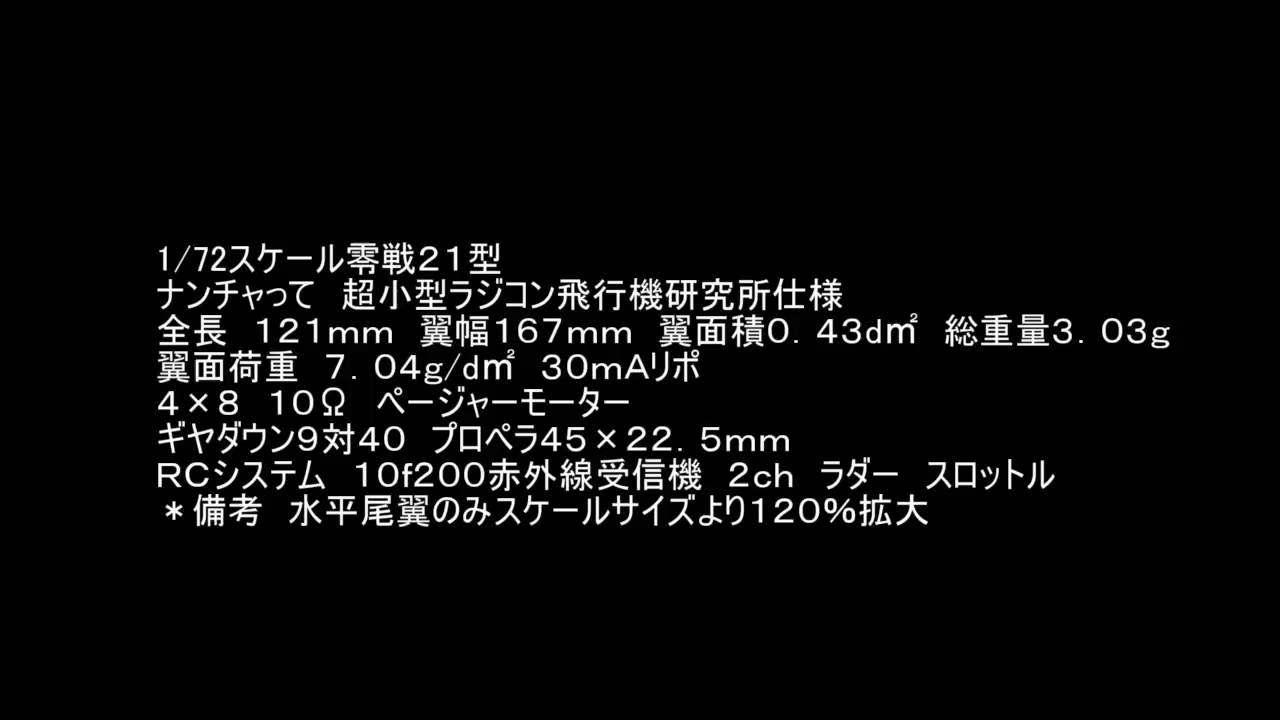 1/72スケール零戦２１型
ナンチャって　超小型ラジコン飛行機研究所仕様
全長　１２１ｍｍ　翼幅１６７ｍｍ　翼面積０．４３ｄ㎡　総重量３．０３ｇ
翼面荷重　７．０４ｇ/ｄ㎡　３０ｍＡリポ
４×８　１０Ω　ページャーモーター
ギヤダウン９対４０　プロペラ４５×２２．５ｍｍ
ＲＣシステム　１０ｆ２００赤外線受信機　２ｃｈ　ラダー　スロットル
＊備考　水平尾翼のみスケールサイズより１２０％拡大